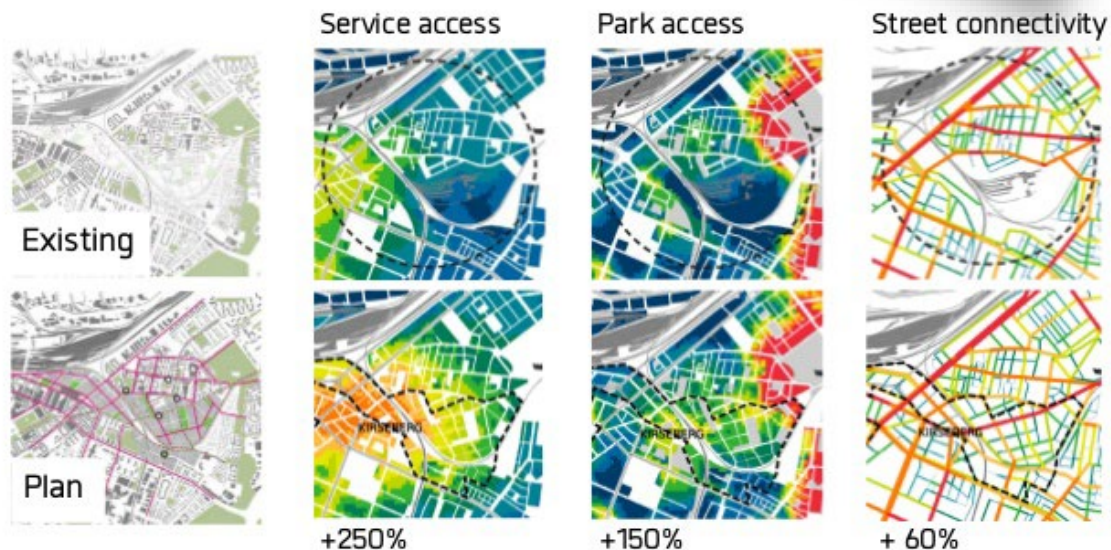 Service access
Park access
Street connectivity
Existing
Plan
KIRSEBERG
KIRSEBERG
KIRSEBERG
+250%
+150%
+ 60%